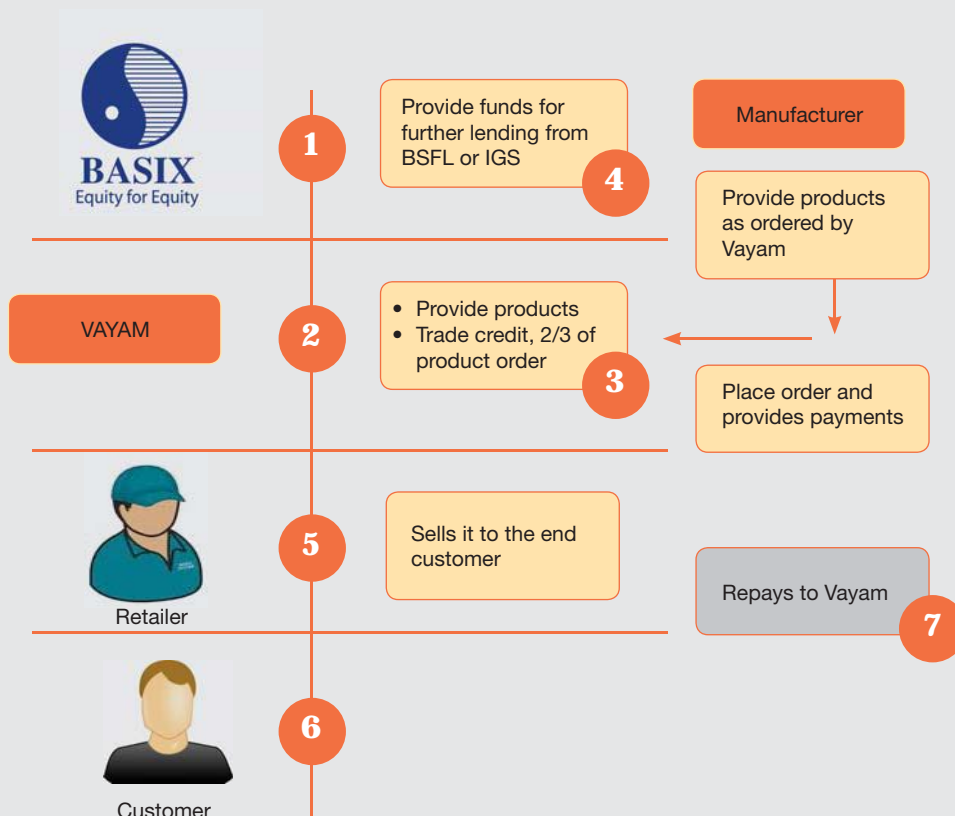 BASIX
Equity for Equity
1
Provide funds for
further lending from
BSFL or IGS
4
Manufacturer
Provide products
as ordered by
Vayam
VAYAM
2
• Provide products
• Trade credit, 2/3 of
product order
3
Place order and
provides payments
Retailer
5
Sells it to the end
customer
Repays to Vayam
7
Customer
6